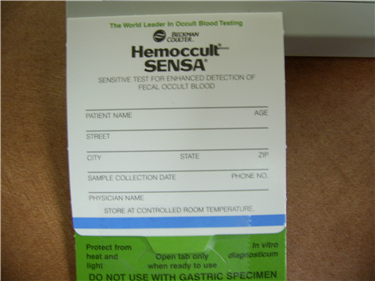 The World Leader In Occult Blood Testing
BECKMAN
COULTER
Hemoccult
SENSA®
SENSITIVE TEST FOR ENHANCED DETECTION OF
FECAL OCCULT BLOOD
PATIENT NAME AGE
STREET
CITY STATE ZIP
SAMPLE COLLECTION DATE PHONE NO.
PHYSICIAN NAME
STORE AT CONTROLLED ROOM TEMPERATURE.
Protect from In vitro
heat and Open tab only diagnosticum
light when ready to use
DO NOT USE WITH GASTRIC SPECIMEN